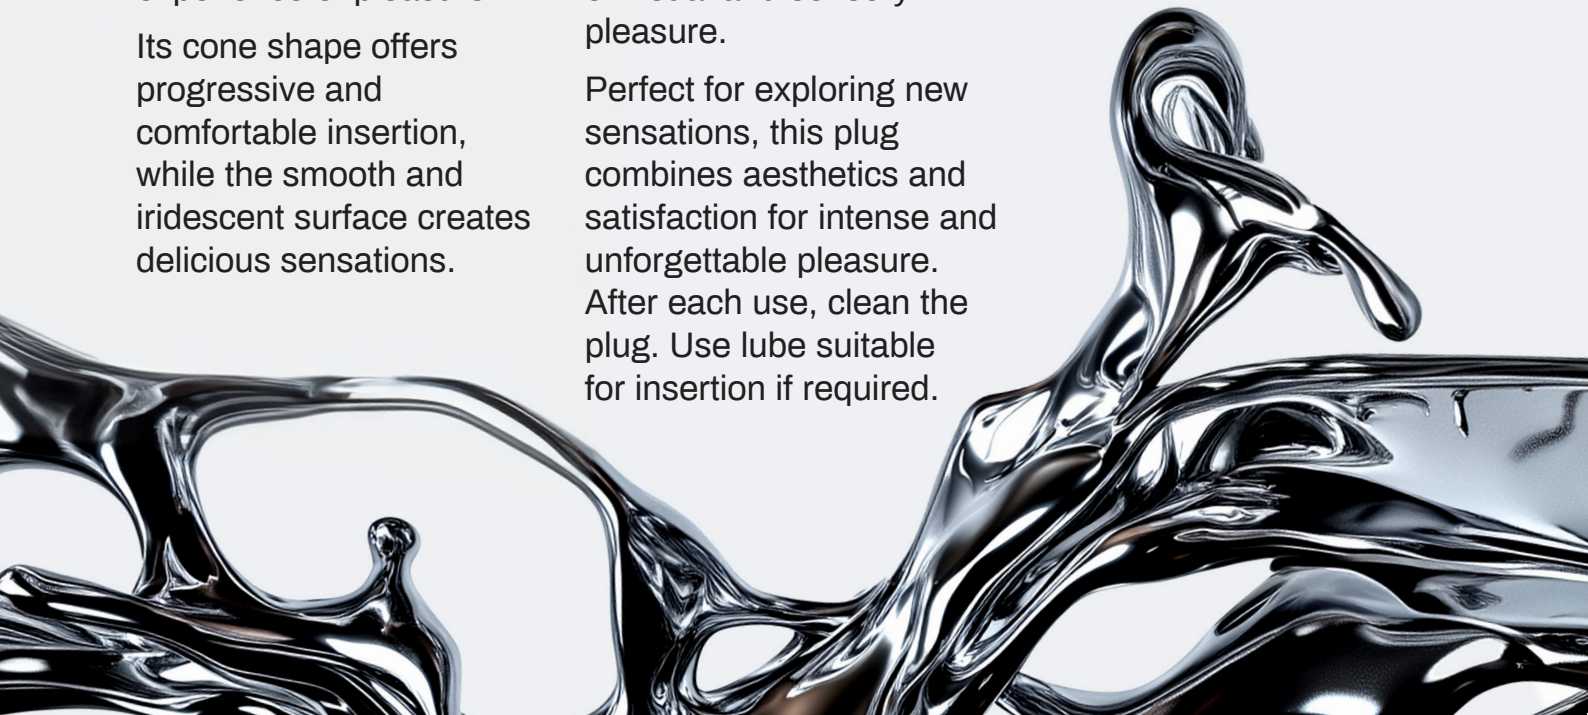 Its cone shape offers
progressive and
comfortable insertion,
while the smooth and
iridescent surface creates
delicious sensations.
pleasure.
Perfect for exploring new
sensations, this plug
combines aesthetics and
satisfaction for intense and
unforgettable pleasure.
After each use, clean the
plug. Use lube suitable
for insertion if required.